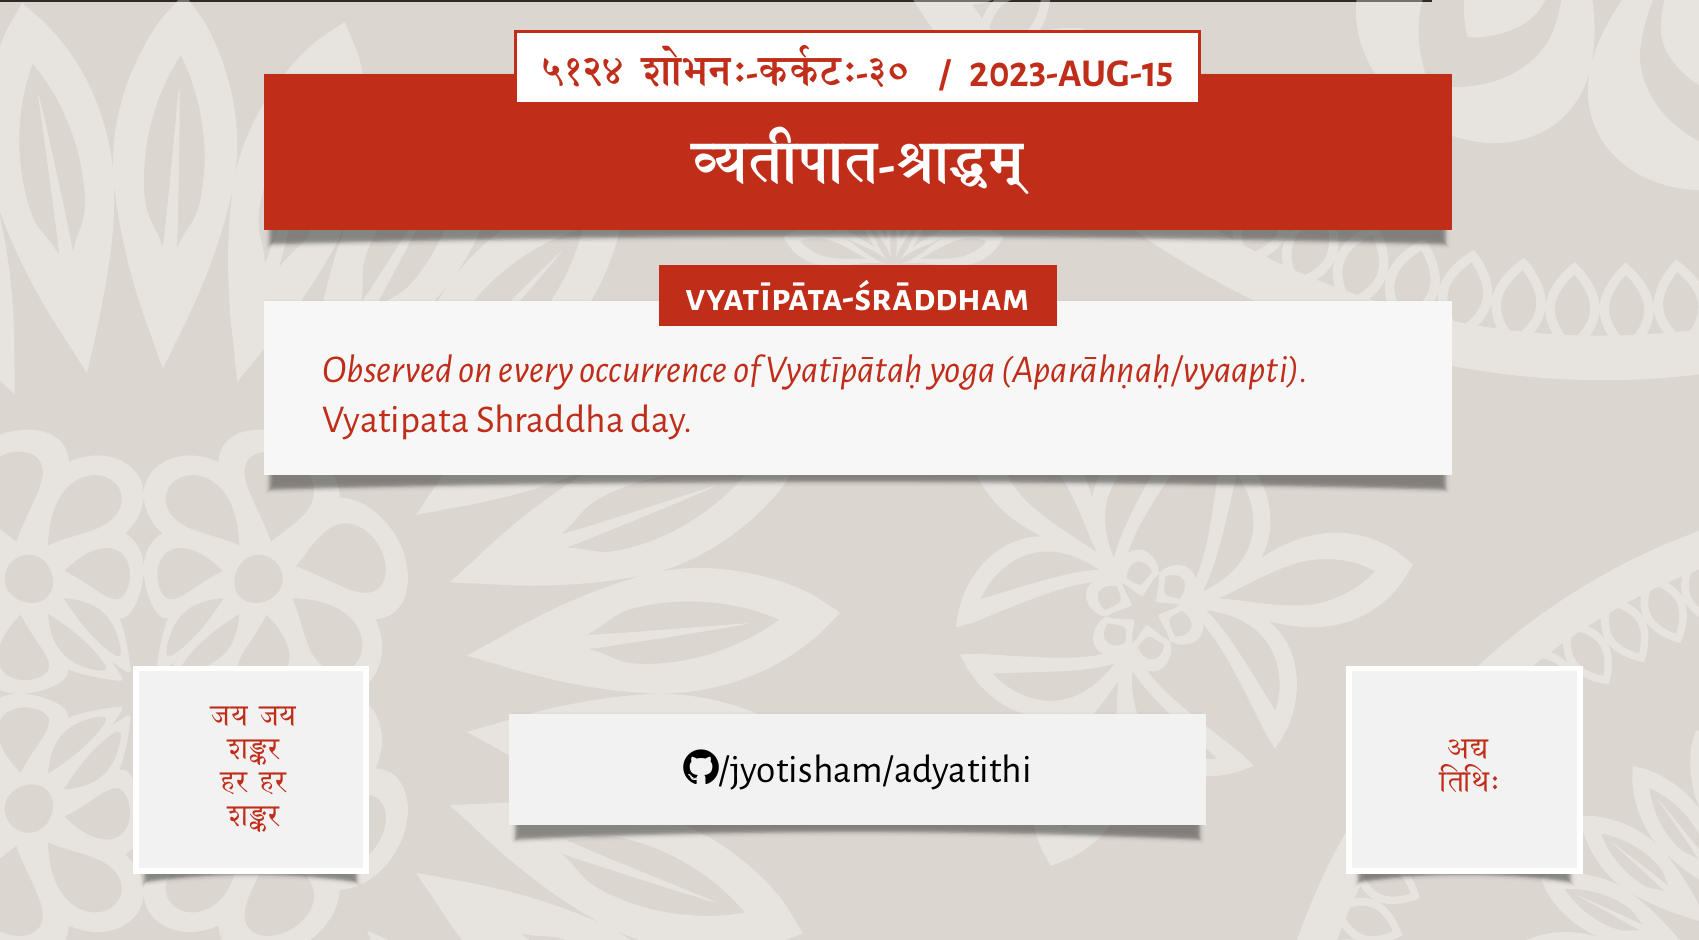 ५१२४ शोभनः-कर्कटः-३० / 2023-AUG-15
व्यतीपात-श्राद्धम्
VYATĪPĀTA-ŚRĀDDHAM
Observed on every occurrence of Vyatīpātaḥ yoga (Aparāhṇaḥ/vyaapti).
Vyatipata Shraddha day.
जय जय
शङ्कर
हर हर
शङ्कर
/jyotisham/adyatithi
अद्य
तिथिः